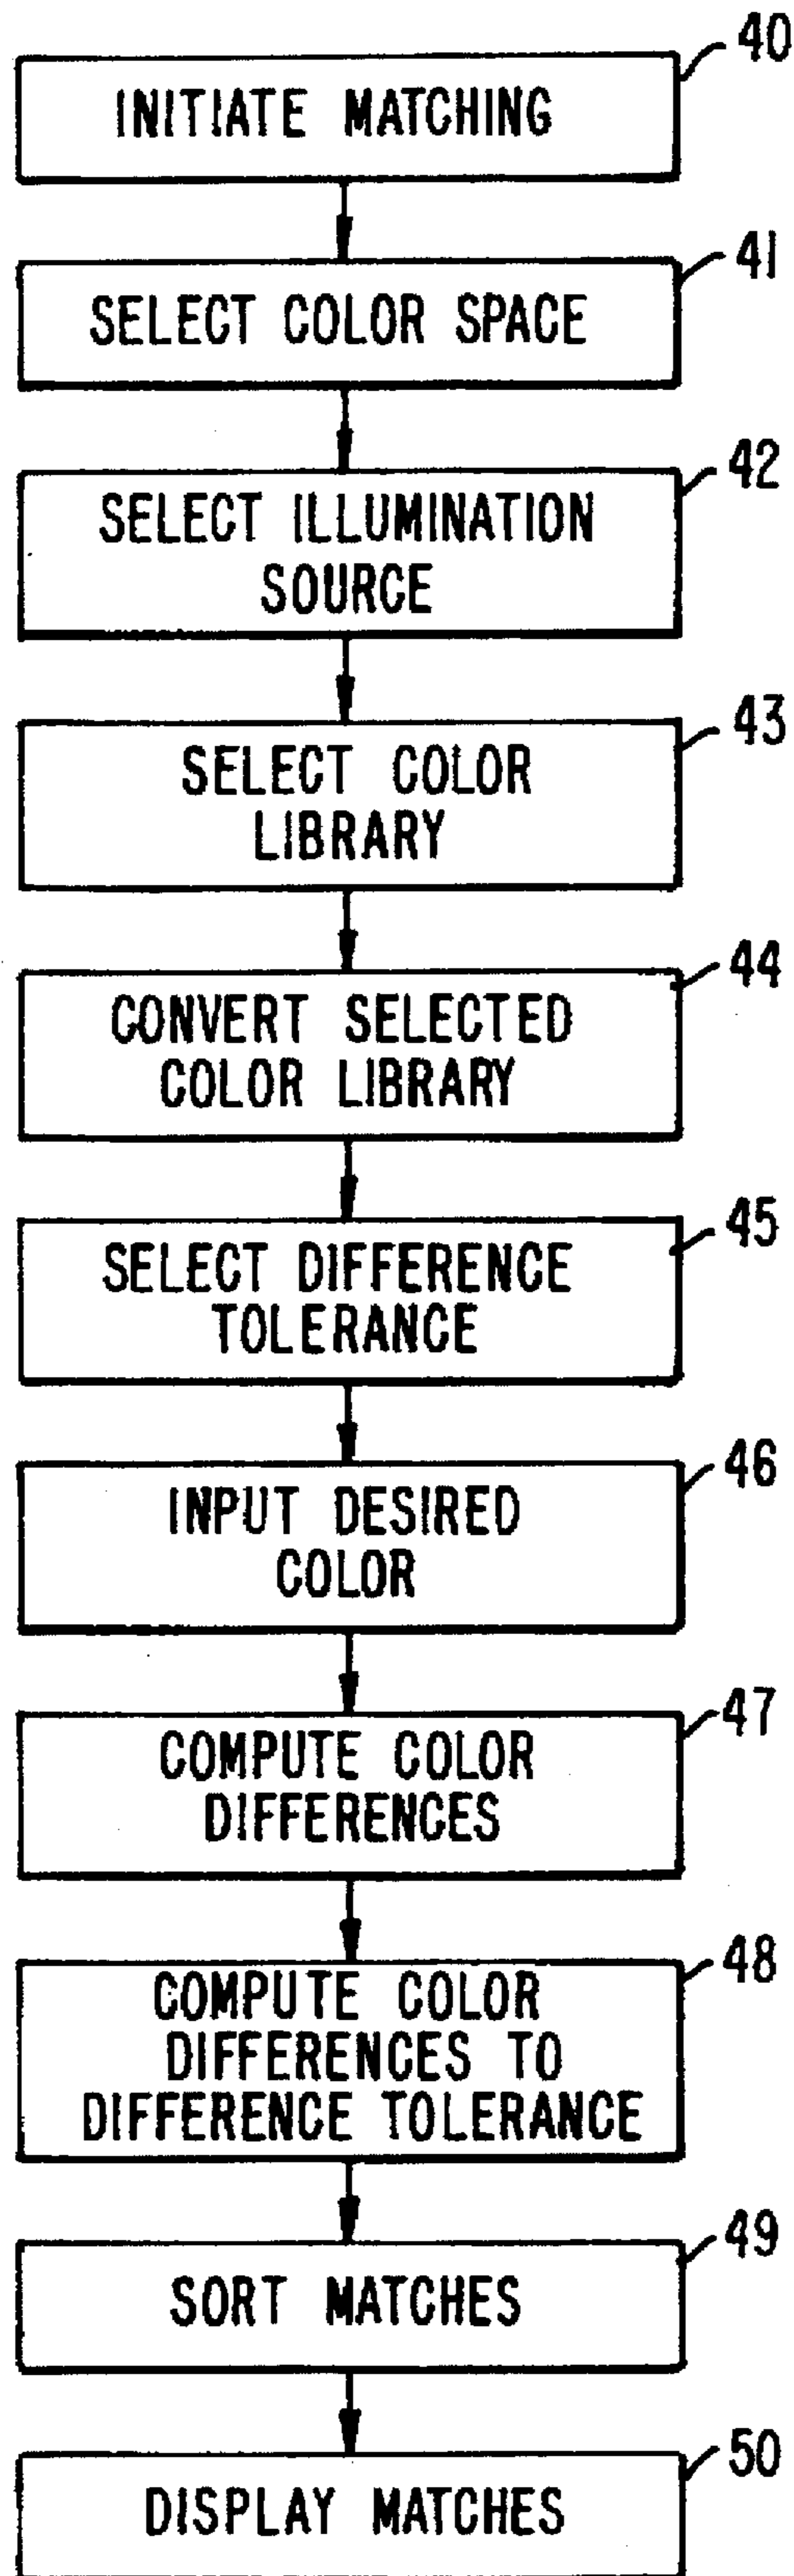 40
INITIATE MATCHING
41
SELECT COLOR SPACE
42
SELECT ILLUMINATION
SOURCE
43
SELECT COLOR
LIBRARY
44
CONVERT SELECTED
COLOR LIBRARY
45
SELECT DIFFERENCE
TOLERANCE
46
INPUT DESIRED
COLOR
47
COMPUTE COLOR
DIFFERENCES
48
COMPUTE COLOR
DIFFERENCES TO
DIFFERENCE TOLERANCE
49
SORT MATCHES
50
DISPLAY MATCHES